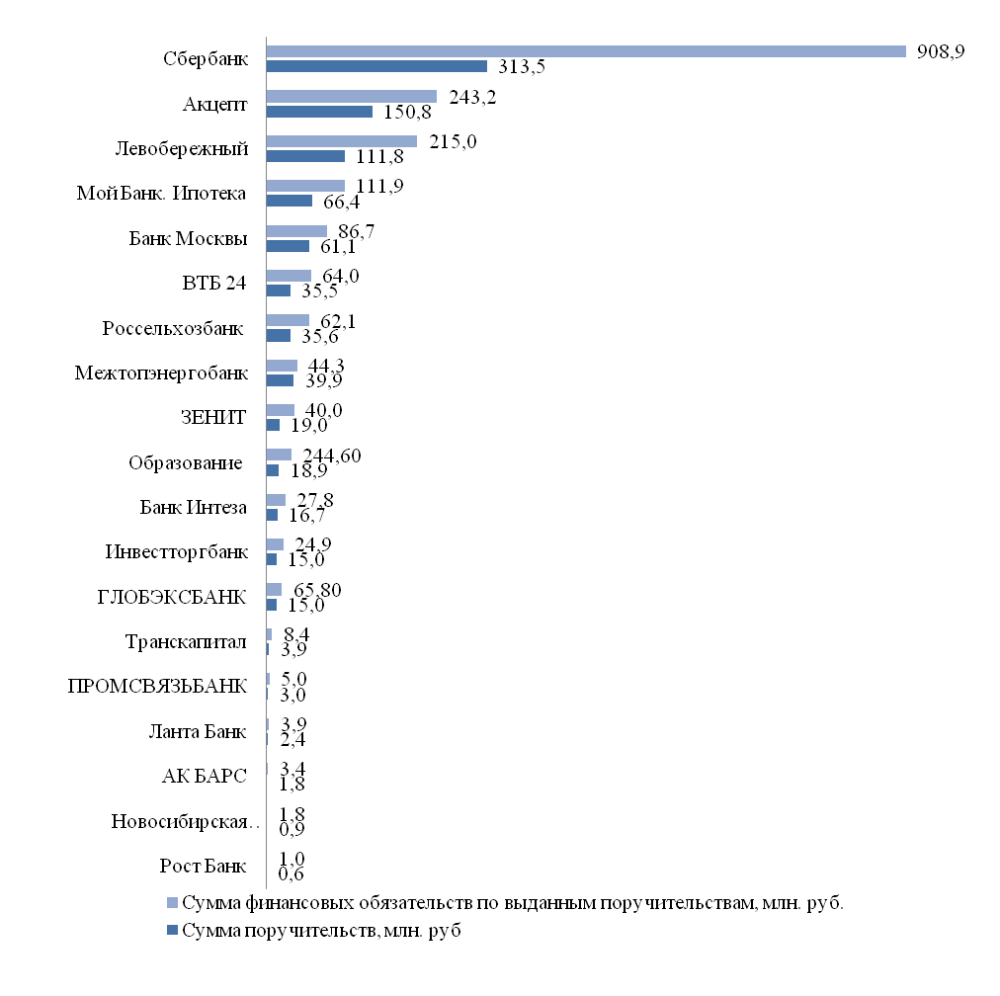 Сбербанк
908,9
313,5
Акцепт
243,2
150,8
Левобережный
215,0
111,8
Мой Банк. Ипотека
111,9
66,4
Банк Москвы
86,7
61,1
ВТБ 24
64,0
35,5
Россельхозбанк
62,1
35,6
Межтопэнергобанк
44,3
39,9
ЗЕНИТ
40,0
19,0
Образование
244,60
18,9
Банк Интеза
27,8
16,7
Инвестторгбанк
24,9
15,0
ГЛОБЭКСБАНК
65,80
15,0
Транскапитал
8,4
3,9
ПРОМСВЯЗЬБАНК
5,0
3,0
Ланта Банк
3,9
2,4
АК БАРС
3,4
1,8
Новосибирская..
1,8
0,9
Рост Банк
1,0
0,6
Сумма финансовых обязательств по выданным поручительствам, млн. руб.
Сумма поручительств, млн. руб